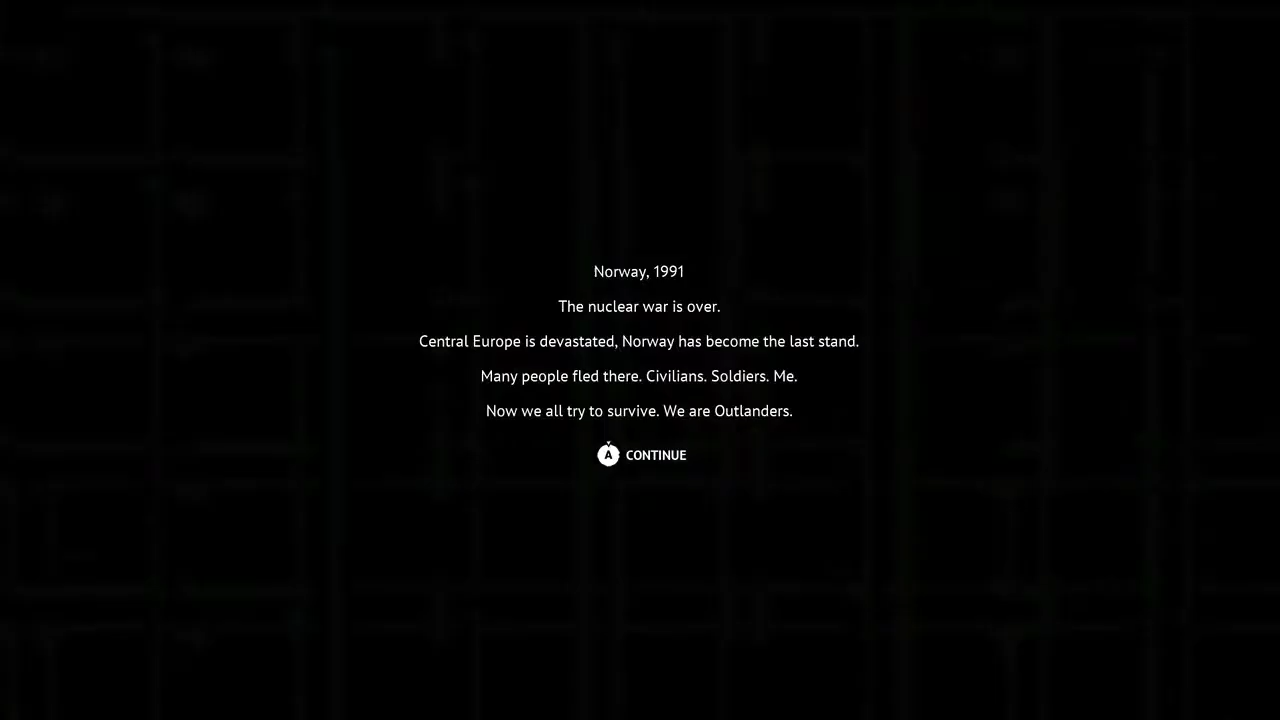 Norway, 1991
The nuclear war is over.
Central Europe is devastated, Norway has become the last stand.
Many people fled there. Civilians. Soldiers. Me.
Now we all try to survive. We are Outlanders.
A CONTINUE